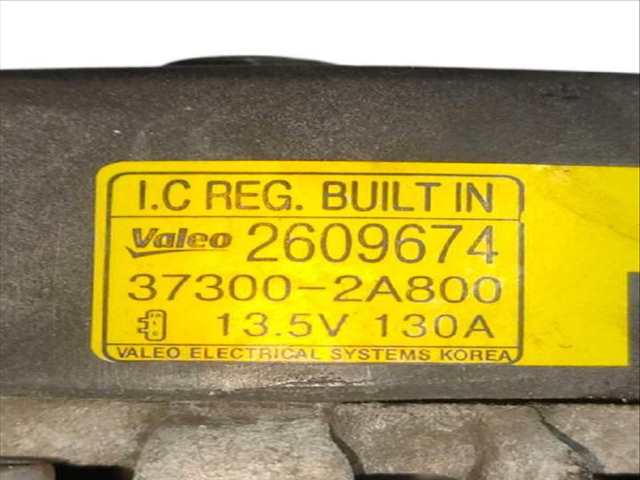 I.C REG. BUILT IN
Valeo 2609674
37300-2A800
13.5V 130A
VALEO ELECTRICAL SYSTEMS KOREA